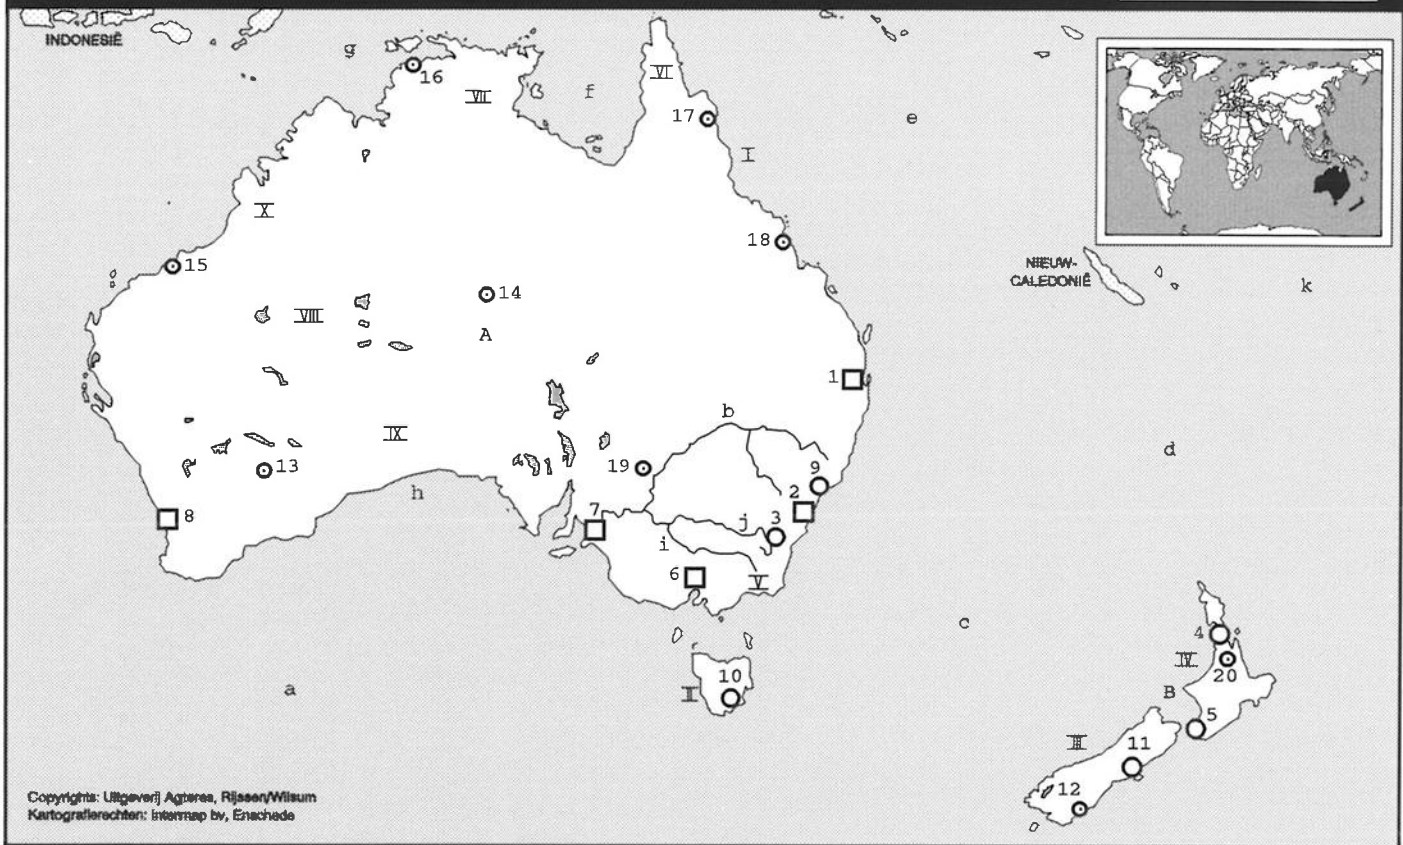 INDONESIË
g
16
VII
f
VI
17
I
e
X
15
14
VIII
A
18
NIEUW-
CALEDONIË
k
1
b
IX
13
19
9
2
d
h
8
7
j
3
i
6
V
c
4
IV
20
a
10
II
B
5
III
11
12
Copyrights: Uitgeverij Agteres, Rijssen/Wilsum
Kartografierechten: Intermap bv, Enschede